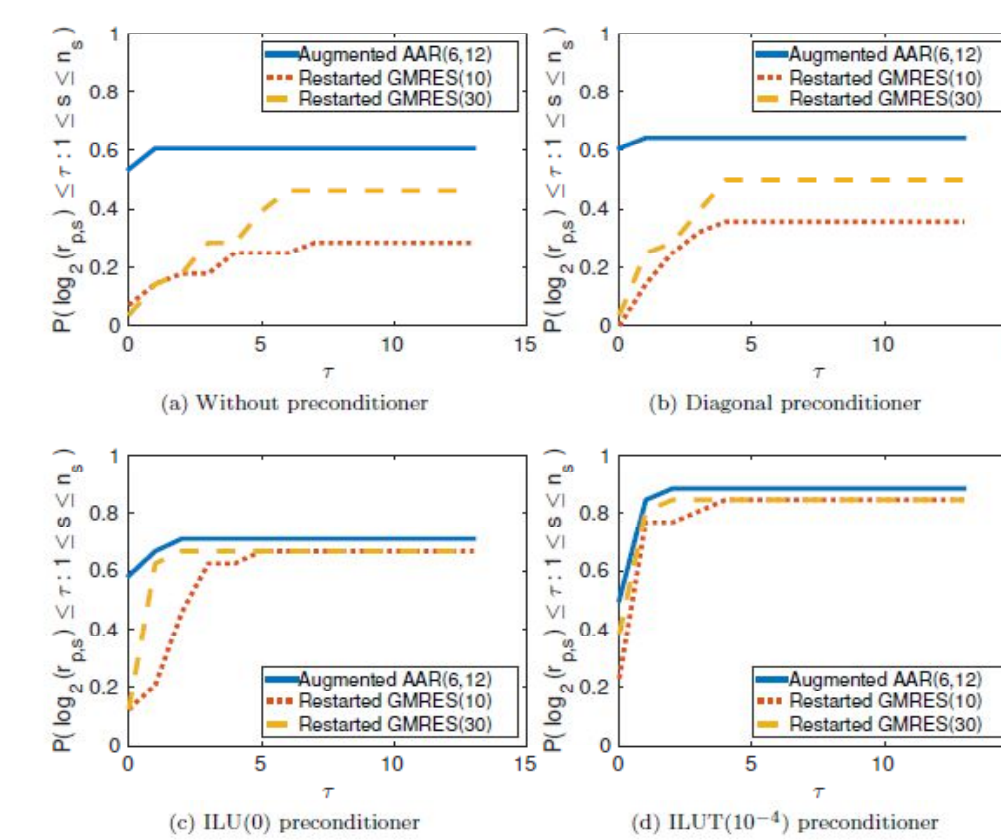 P( log2 (rp,s) ≤ τ : 1 ≤ s ≤ ns )
1
0.8
0.6
0.4
0.2
0
Augmented AAR(6,12)
Restarted GMRES(10)
Restarted GMRES(30)
0 5 10 15
τ
(a) Without preconditioner
P( log2 (rp,s) ≤ τ : 1 ≤ s ≤ ns )
1
0.8
0.6
0.4
0.2
0
Augmented AAR(6,12)
Restarted GMRES(10)
Restarted GMRES(30)
0 5 10
τ
(b) Diagonal preconditioner
P( log2 (rp,s) ≤ τ : 1 ≤ s ≤ ns )
1
0.8
0.6
0.4
0.2
0
Augmented AAR(6,12)
Restarted GMRES(10)
Restarted GMRES(30)
0 5 10 15
τ
(c) ILU(0) preconditioner
P( log2 (rp,s) ≤ τ : 1 ≤ s ≤ ns )
1
0.8
0.6
0.4
0.2
0
Augmented AAR(6,12)
Restarted GMRES(10)
Restarted GMRES(30)
0 5 10
τ
(d) ILUT(10⁻⁴) preconditioner